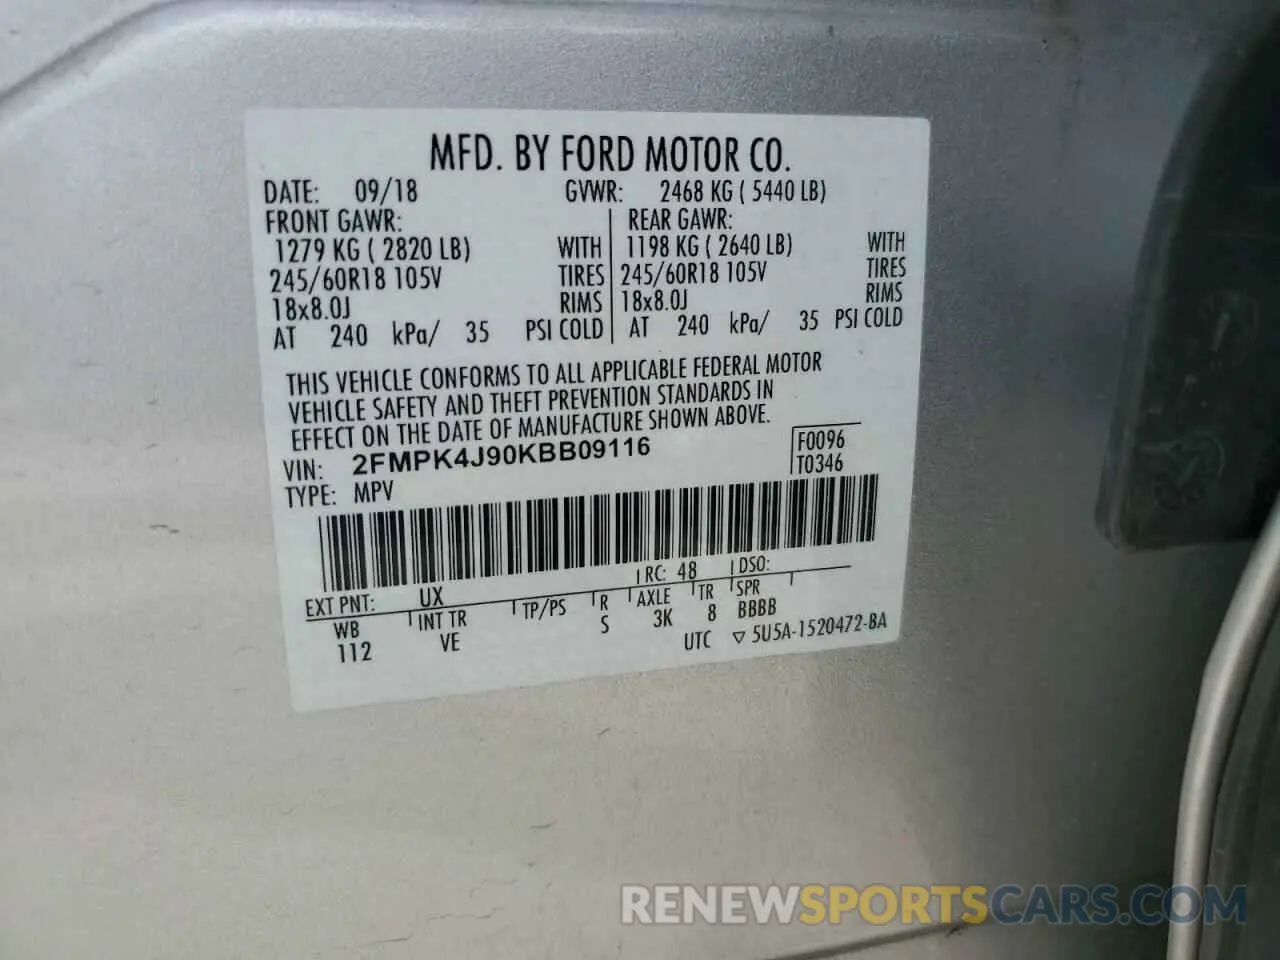 MFD. BY FORD MOTOR CO.
DATE: 09/18 GVWR: 2468 KG ( 5440 LB)
FRONT GAWR: REAR GAWR:
1279 KG ( 2820 LB) WITH 1198 KG ( 2640 LB) WITH
245/60R18 105V TIRES 245/60R18 105V TIRES
18x8.0J RIMS 18x8.0J RIMS
AT 240 kPa/ 35 PSI COLD AT 240 kPa/ 35 PSI COLD
THIS VEHICLE CONFORMS TO ALL APPLICABLE FEDERAL MOTOR
VEHICLE SAFETY AND THEFT PREVENTION STANDARDS IN
EFFECT ON THE DATE OF MANUFACTURE SHOWN ABOVE.
VIN: 2FMPK4J90KBB09116 F0096
TYPE: MPV T0346
EXT PNT: UX RC: 48 DSO:
WB INT TR TP/PS R AXLE TR SPR
112 VE S 3K 8 BBBB
UTC ▽ 5U5A-1520472-BA
RENEWSPORTSCARS.COM